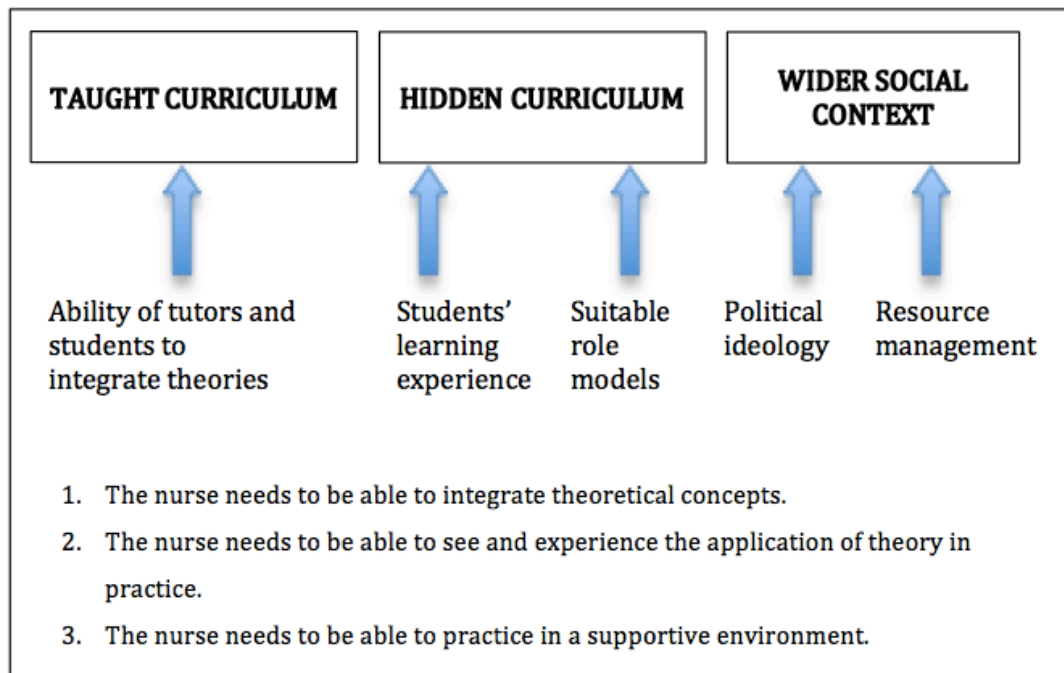 TAUGHT CURRICULUM
HIDDEN CURRICULUM
WIDER SOCIAL
CONTEXT
Ability of tutors and
students to
integrate theories
Students’
learning
experience
Suitable
role
models
Political
ideology
Resource
management
1. The nurse needs to be able to integrate theoretical concepts.
2. The nurse needs to be able to see and experience the application of theory in
practice.
3. The nurse needs to be able to practice in a supportive environment.